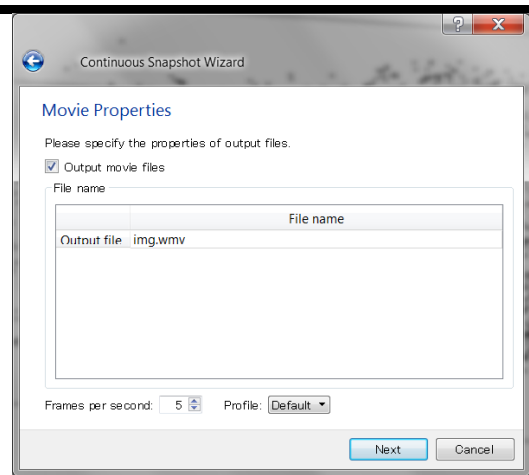 Continuous Snapshot Wizard
Movie Properties
Please specify the properties of output files.
Output movie files
File name
File name
Output file img.wmv
Frames per second: 5 Profile: Default
Next Cancel